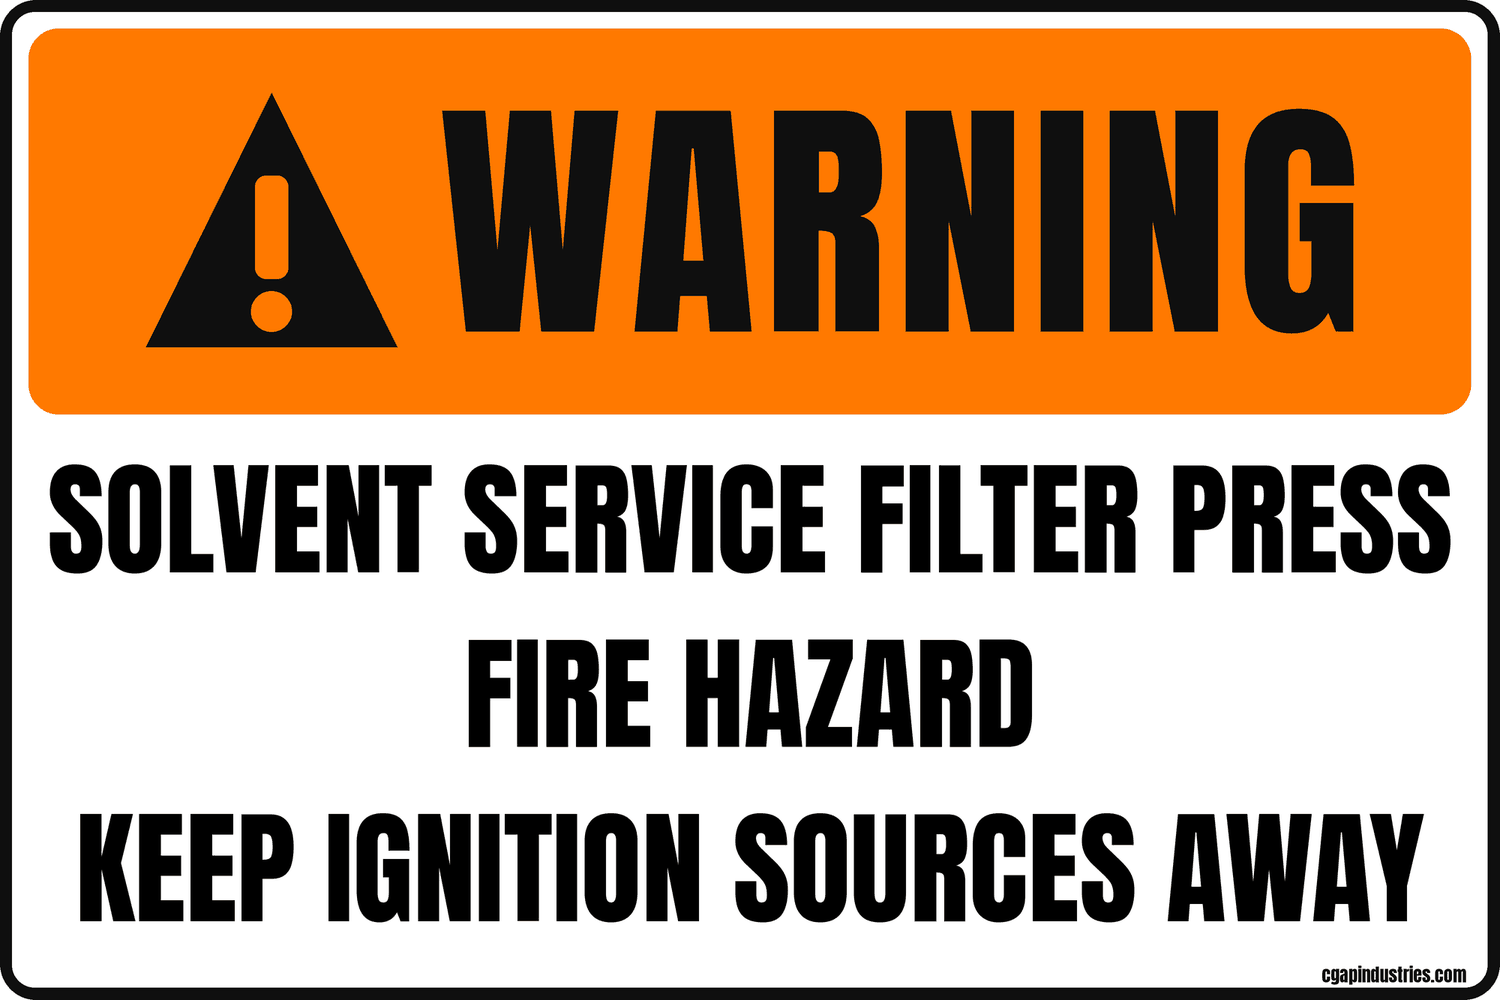 WARNING
SOLVENT SERVICE FILTER PRESS
FIRE HAZARD
KEEP IGNITION SOURCES AWAY
cgapindustries.com